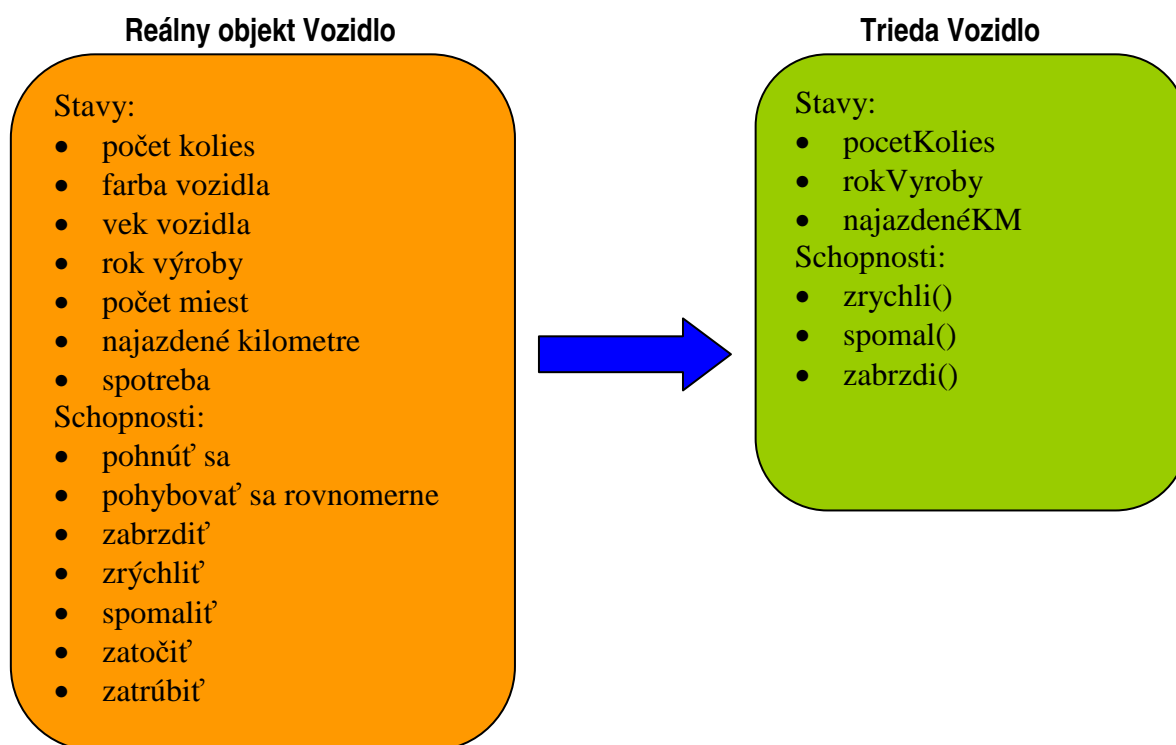 Reálny objekt Vozidlo
Stavy:
• počet kolies
• farba vozidla
• vek vozidla
• rok výroby
• počet miest
• najazdené kilometre
• spotreba
Schopnosti:
• pohnúť sa
• pohybovať sa rovnomerne
• zabrzdiť
• zrýchliť
• spomaliť
• zatočiť
• zatrúbiť
Trieda Vozidlo
Stavy:
• pocetKolies
• rokVyroby
• najazdenéKM
Schopnosti:
• zrychli()
• spomal()
• zabrzdi()